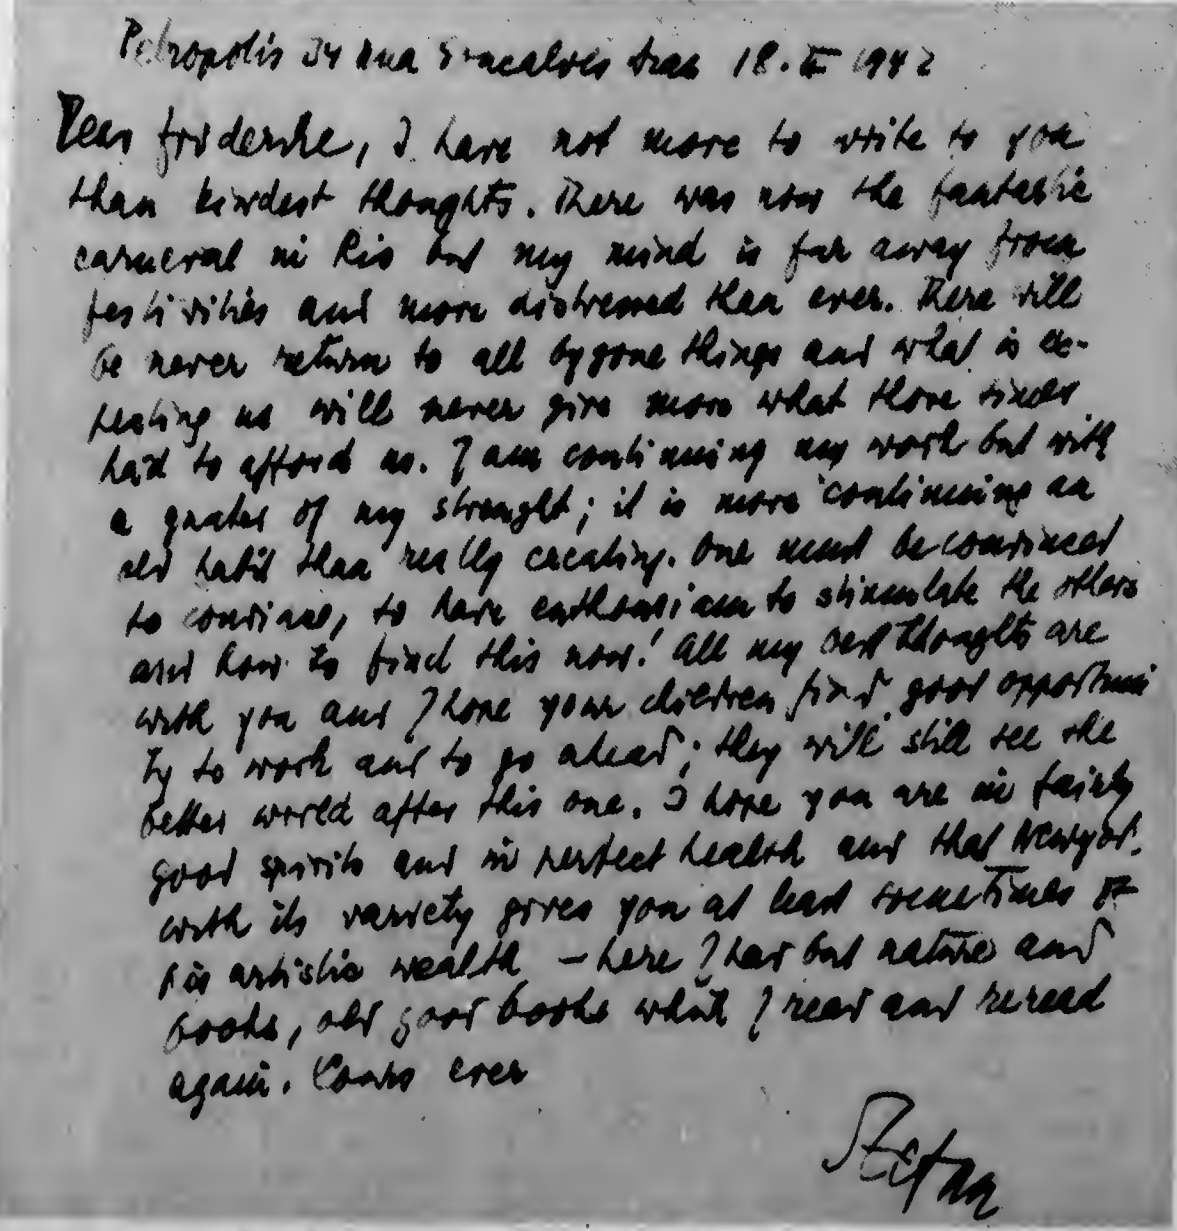 Petropolis 34 Rua Goncalves Dias 18. II 1942
Dear Friderike, I have not more to write to you
than kindest thoughts. There was now the fantastic
carneval in Rio but my mind is far away from
festivities and more distressed than ever. There will
be never return to all bygone things and what is ex-
pecting us will never give more what those times
had to afford us. I am continuing my work but with
a quater of my strenght; it is more continuing an
old habit than really creating. One must be convinced
to convince, to have enthousiasm to stimulate the others
and how to find this now! All my best thoughts are
with you and I hope your children find good opportuni
ty to work and to go ahead; they will still see the
better world after this one. I hope you are in fairly
good spirits and in perfect health and that Newyork
with its variety gives you at least sometimes of
his artistic wealth – here I had but nature and
books, old good books which I read and reread
again. Yours ever
Stefan